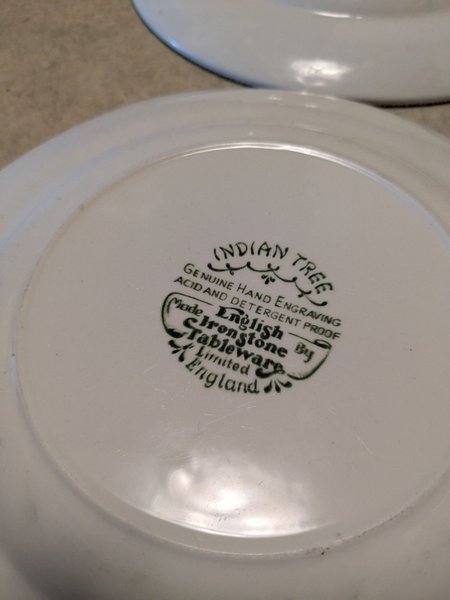 INDIAN TREE
GENUINE HAND ENGRAVING
ACID AND DETERGENT PROOF
Made English By
Ironstone
Tableware
Limited
England